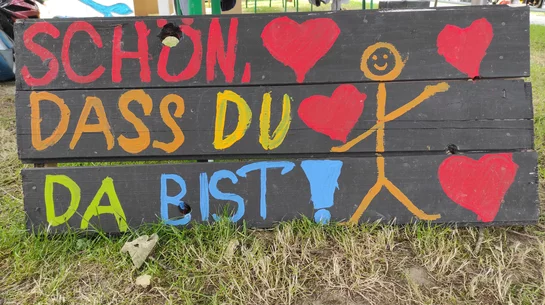 SCHÖN,
DASS DU
DA BIST!